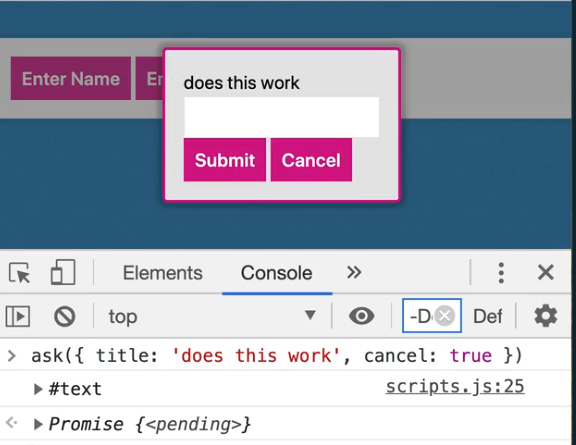 does this work
Enter Name
Submit Cancel
Elements Console »
top -D Def
> ask({ title: 'does this work', cancel: true })
▶#text scripts.js:25
▶Promise {<pending>}